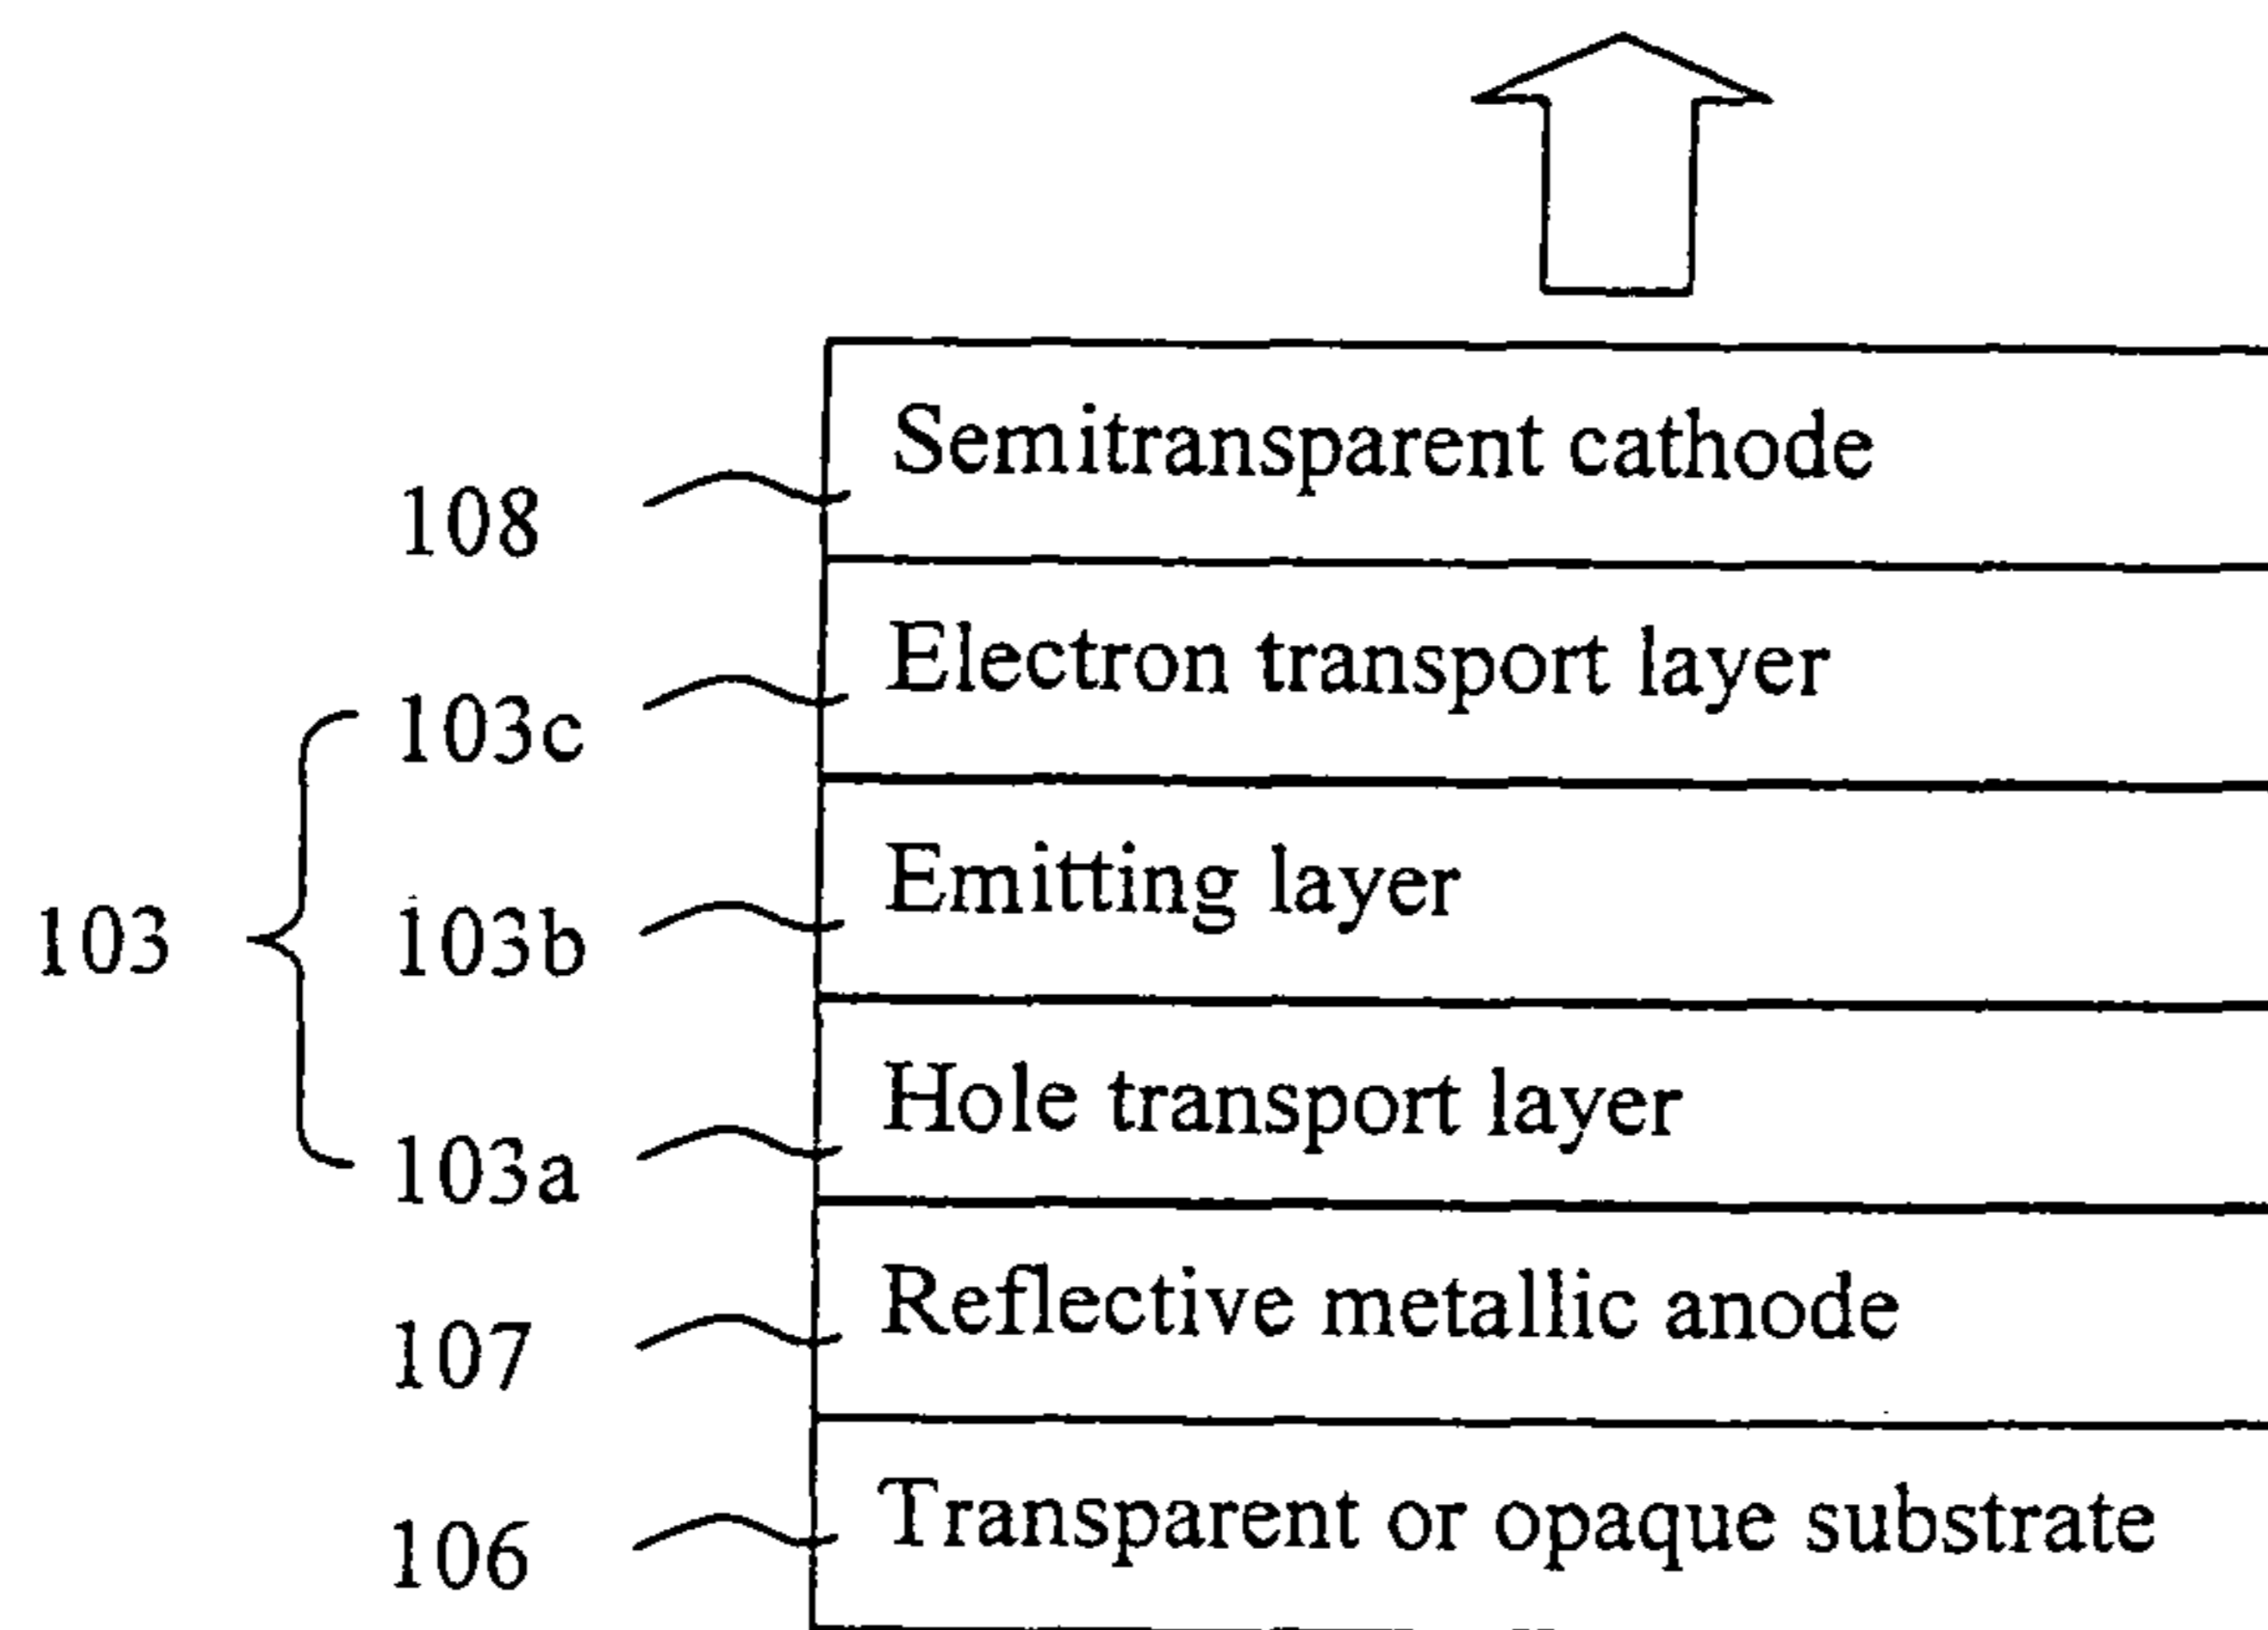 Semitransparent cathode
108
Electron transport layer
103c
Emitting layer
103
103b
Hole transport layer
103a
Reflective metallic anode
107
Transparent or opaque substrate
106